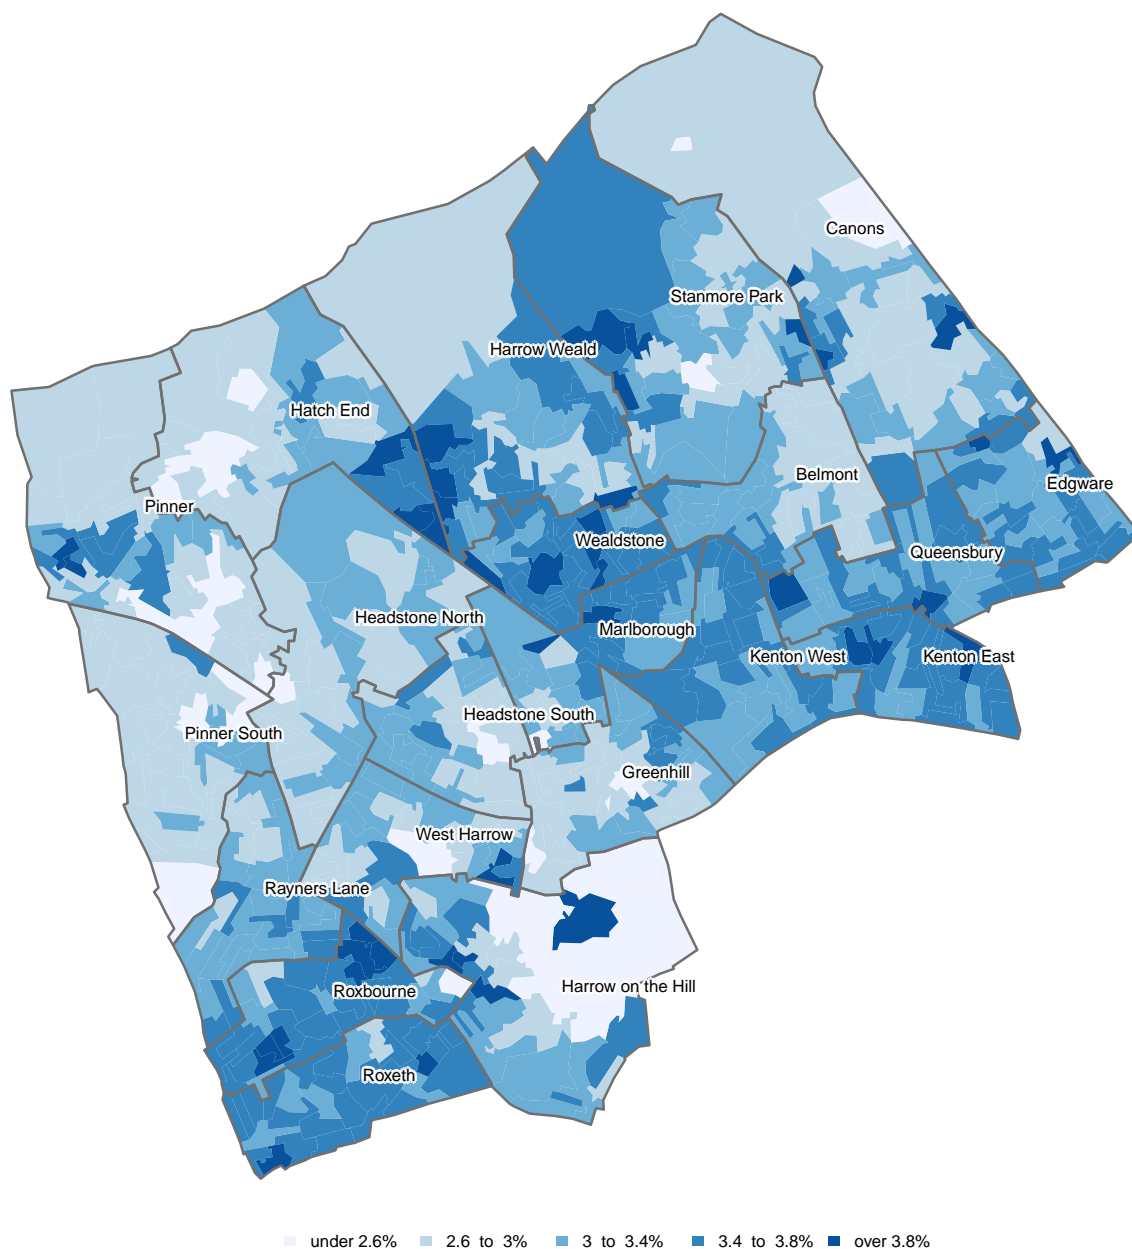 Canons
Stanmore Park
Harrow Weald
Hatch End
Belmont
Edgware
Pinner
Wealdstone
Queensbury
Headstone North
Marlborough
Kenton West
Kenton East
Headstone South
Pinner South
Greenhill
West Harrow
Rayners Lane
Harrow on the Hill
Roxbourne
Roxeth
under 2.6% 2.6 to 3% 3 to 3.4% 3.4 to 3.8% over 3.8%